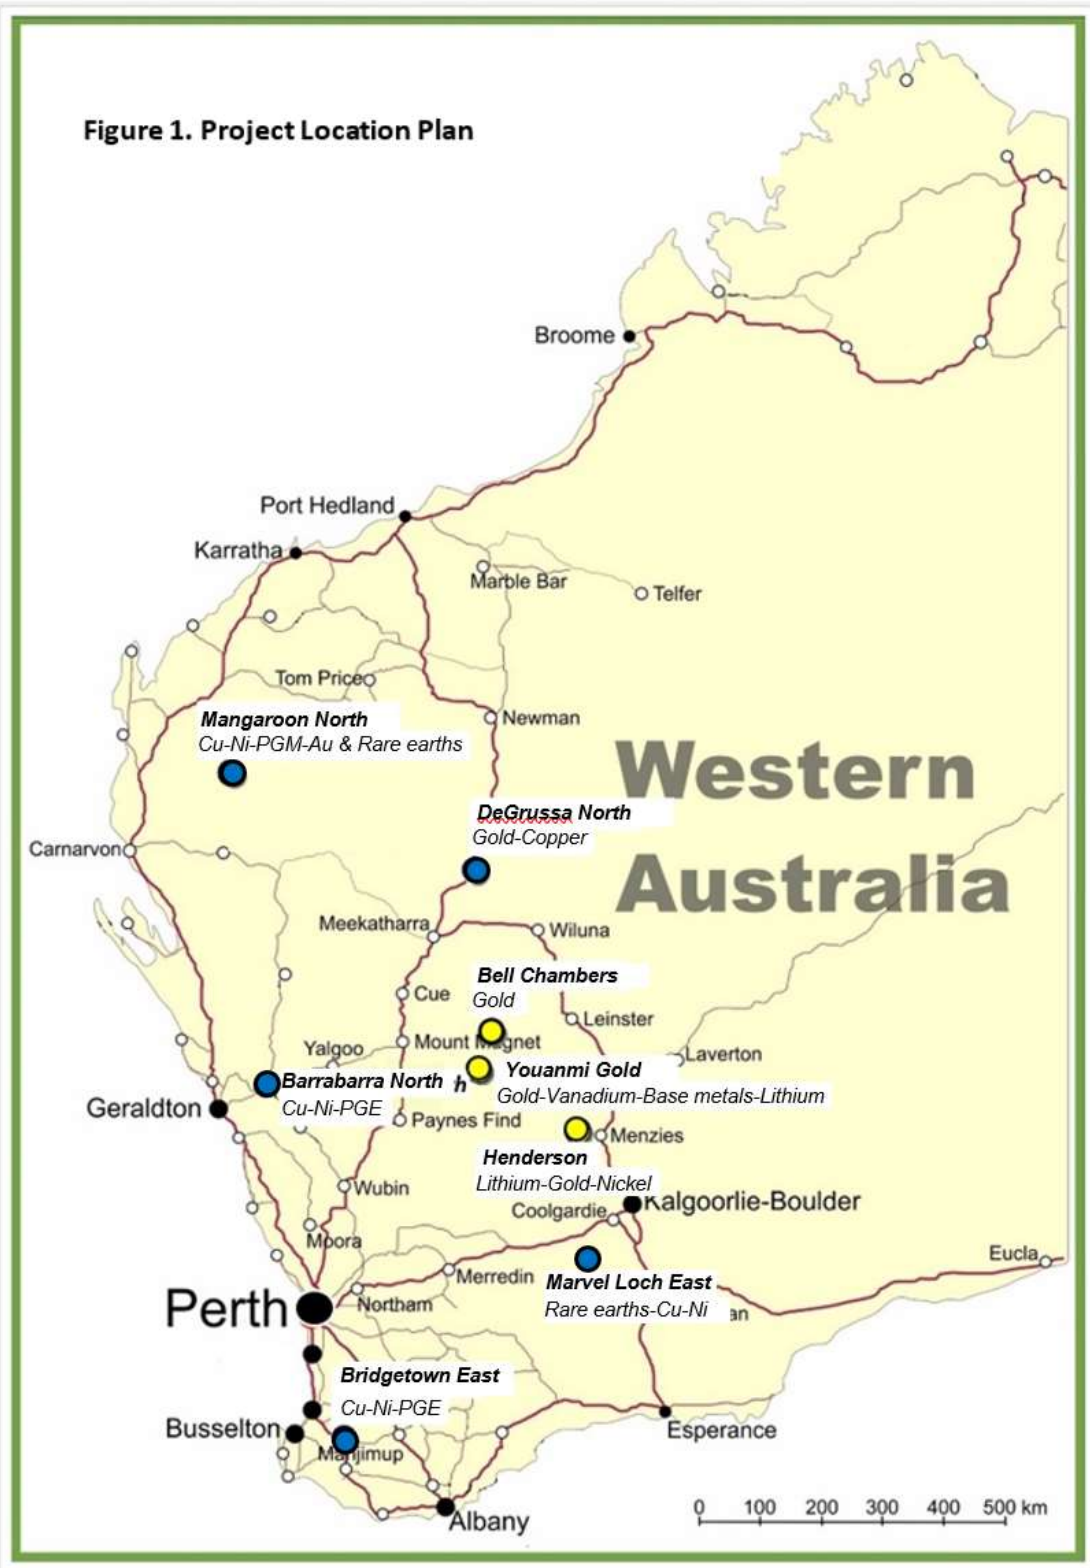 Figure 1. Project Location Plan
Broome
Port Hedland
Karratha
Marble Bar
Telfer
Tom Price
Mangaroon North
Cu-Ni-PGM-Au & Rare earths
Newman
Western
Australia
DeGrussa North
Gold-Copper
Carnarvon
Meekatharra
Wiluna
Bell Chambers
Gold
Cue
Leinster
Mount Magnet
Yalgoo
Laverton
Youanmi Gold
Gold-Vanadium-Base metals-Lithium
Barrabarra North h
Cu-Ni-PGE
Geraldton
Paynes Find
Menzies
Henderson
Lithium-Gold-Nickel
Wubin
Kalgoorlie-Boulder
Coolgardie
Moora
Eucla
Merredin
Marvel Loch East
Rare earths-Cu-Ni
an
Perth
Northam
Bridgetown East
Cu-Ni-PGE
Busselton
Manjimup
Esperance
Albany
0 100 200 300 400 500 km